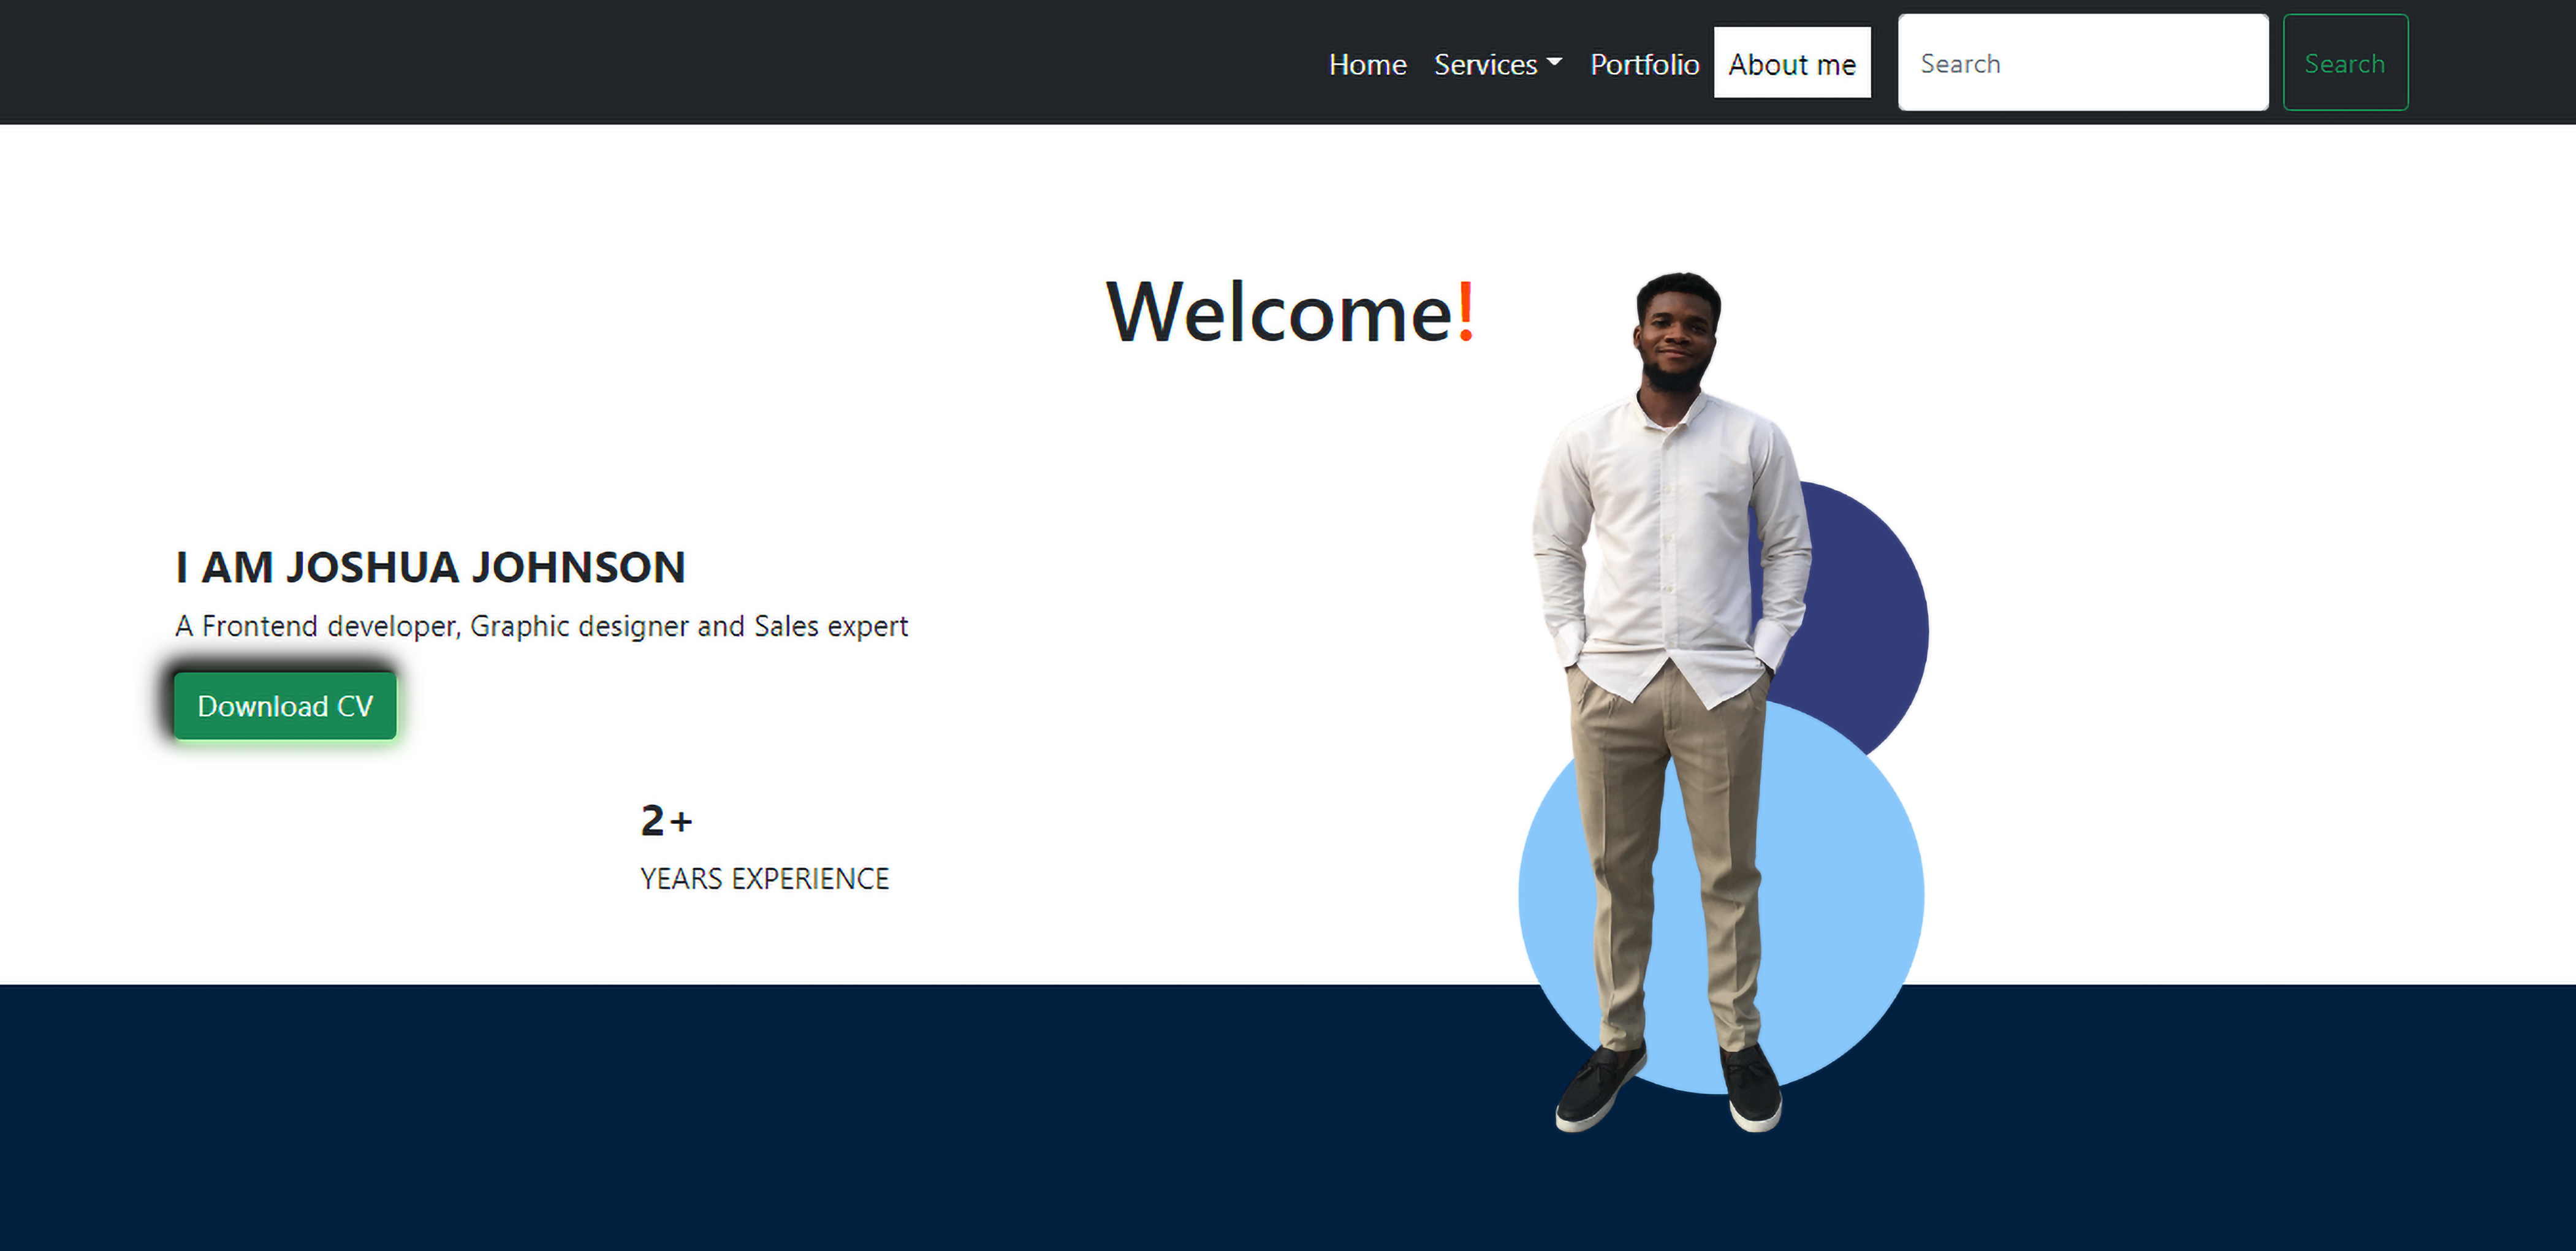 Home Services Portfolio About me Search Search
Welcome!
I AM JOSHUA JOHNSON
A Frontend developer, Graphic designer and Sales expert
Download CV
2+
YEARS EXPERIENCE